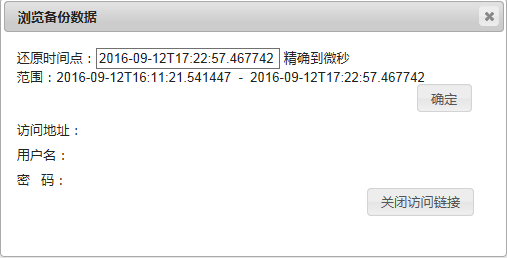 浏览备份数据
还原时间点：2016-09-12T17:22:57.467742 精确到微秒
范围：2016-09-12T16:11:21.541447 - 2016-09-12T17:22:57.467742
确定
访问地址：
用户名：
密 码：
关闭访问链接